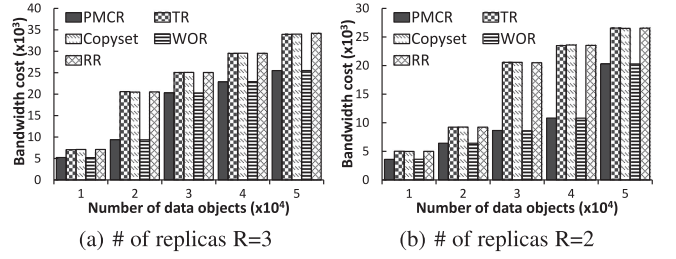 Bandwidth cost (x10³)
40
35
30
25
20
15
10
5
0
PMCR
TR
Copyset
WOR
RR
1 2 3 4 5
Number of data objects (x10⁴)
(a) # of replicas R=3
Bandwidth cost (x10³)
30
25
20
15
10
5
0
PMCR
TR
Copyset
WOR
RR
1 2 3 4 5
Number of data objects (x10⁴)
(b) # of replicas R=2